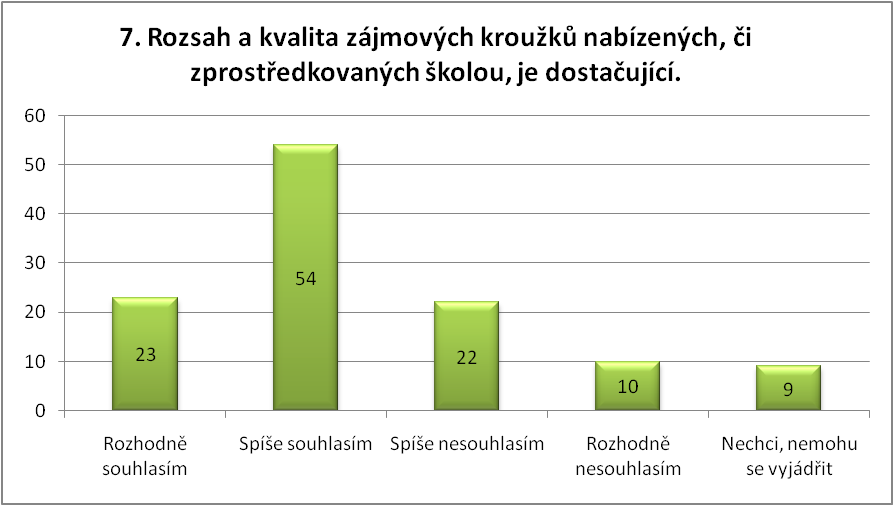 7. Rozsah a kvalita zájmových kroužků nabízených, či
zprostředkovaných školou, je dostačující.
60
50
40
30
20
10
0
23
54
22
10
9
Rozhodně
souhlasím
Spíše souhlasím
Spíše nesouhlasím
Rozhodně
nesouhlasím
Nechci, nemohu
se vyjádřit